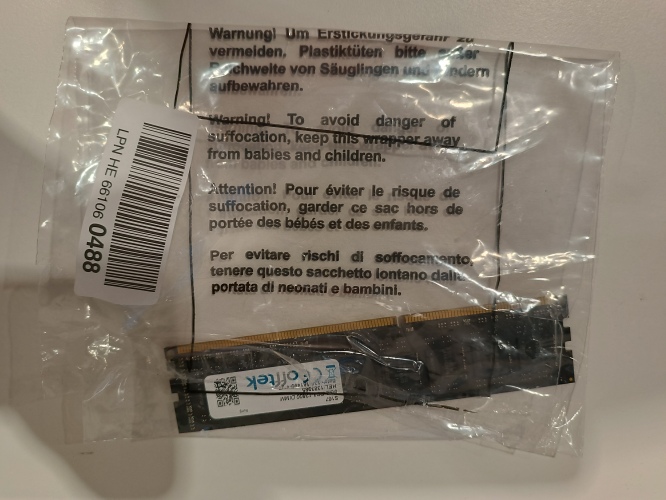 Warnung! Um Erstickungsgefahr zu
vermeiden. Plastiktüten bitte außer
Reichweite von Säuglingen und Kindern
aufbewahren.
Warning! To avoid danger of
suffocation, keep this wrapper away
from babies and children.
Attention! Pour éviter le risque de
suffocation, garder ce sac hors de
portée des bébés et des enfants.
Per evitare rischi di soffocamento,
tenere questo sacchetto lontano dalla
portata di neonati e bambini.
LPN HE 66106 0488
offtek